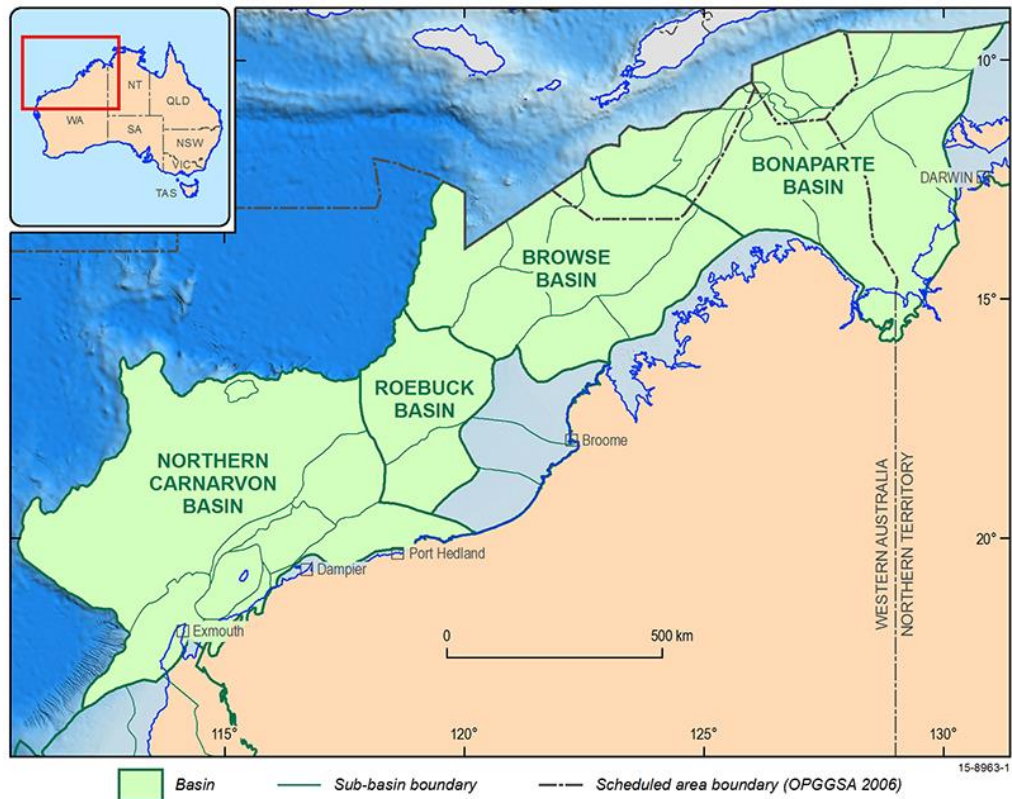 NT
QLD
WA
SA
NSW
VIC
TAS
10°
BONAPARTE
BASIN
DARWIN
BROWSE
BASIN
15°
ROEBUCK
BASIN
Broome
NORTHERN
CARNARVON
BASIN
WESTERN AUSTRALIA
NORTHERN TERRITORY
20°
Port Hedland
Dampier
Exmouth
0
500 km
115°
120°
125°
130°
15-8963-1
Basin
Sub-basin boundary
Scheduled area boundary (OPGGSA 2006)